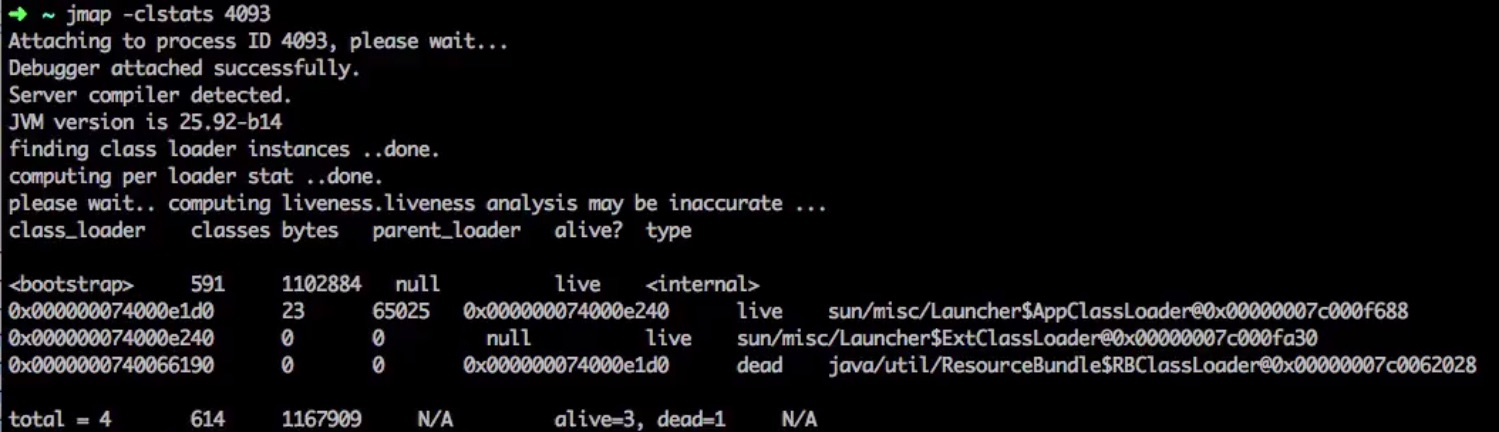 ➜ ~ jmap -clstats 4093
Attaching to process ID 4093, please wait...
Debugger attached successfully.
Server compiler detected.
JVM version is 25.92-b14
finding class loader instances ..done.
computing per loader stat ..done.
please wait.. computing liveness.liveness analysis may be inaccurate ...
class_loader classes bytes parent_loader alive? type
<bootstrap> 591 1102884 null live <internal>
0x000000074000e1d0 23 65025 0x000000074000e240 live sun/misc/Launcher$AppClassLoader@0x00000007c000f688
0x000000074000e240 0 0 null live sun/misc/Launcher$ExtClassLoader@0x00000007c000fa30
0x0000000740066190 0 0 0x000000074000e1d0 dead java/util/ResourceBundle$RBClassLoader@0x00000007c0062028
total = 4 614 1167909 N/A alive=3, dead=1 N/A